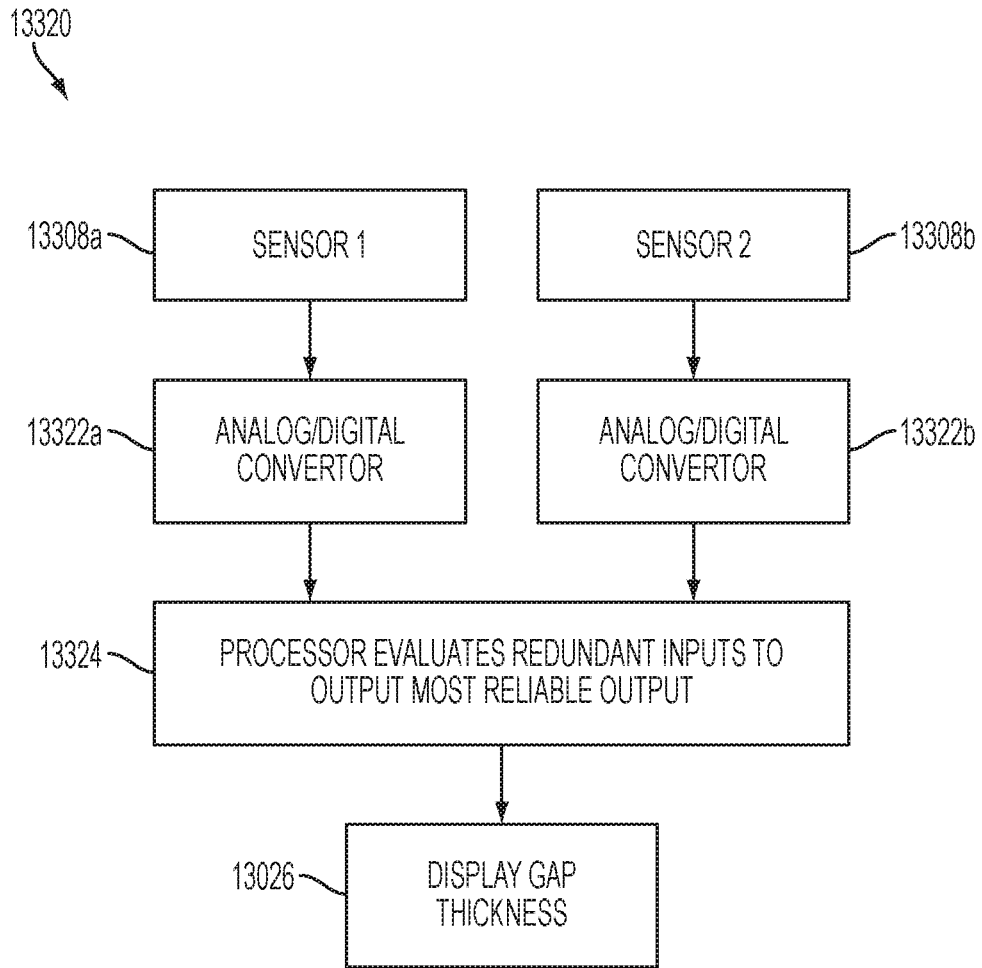 13320
13308a
SENSOR 1
SENSOR 2
13308b
13322a
ANALOG/DIGITAL
CONVERTOR
ANALOG/DIGITAL
CONVERTOR
13322b
13324
PROCESSOR EVALUATES REDUNDANT INPUTS TO
OUTPUT MOST RELIABLE OUTPUT
13026
DISPLAY GAP
THICKNESS